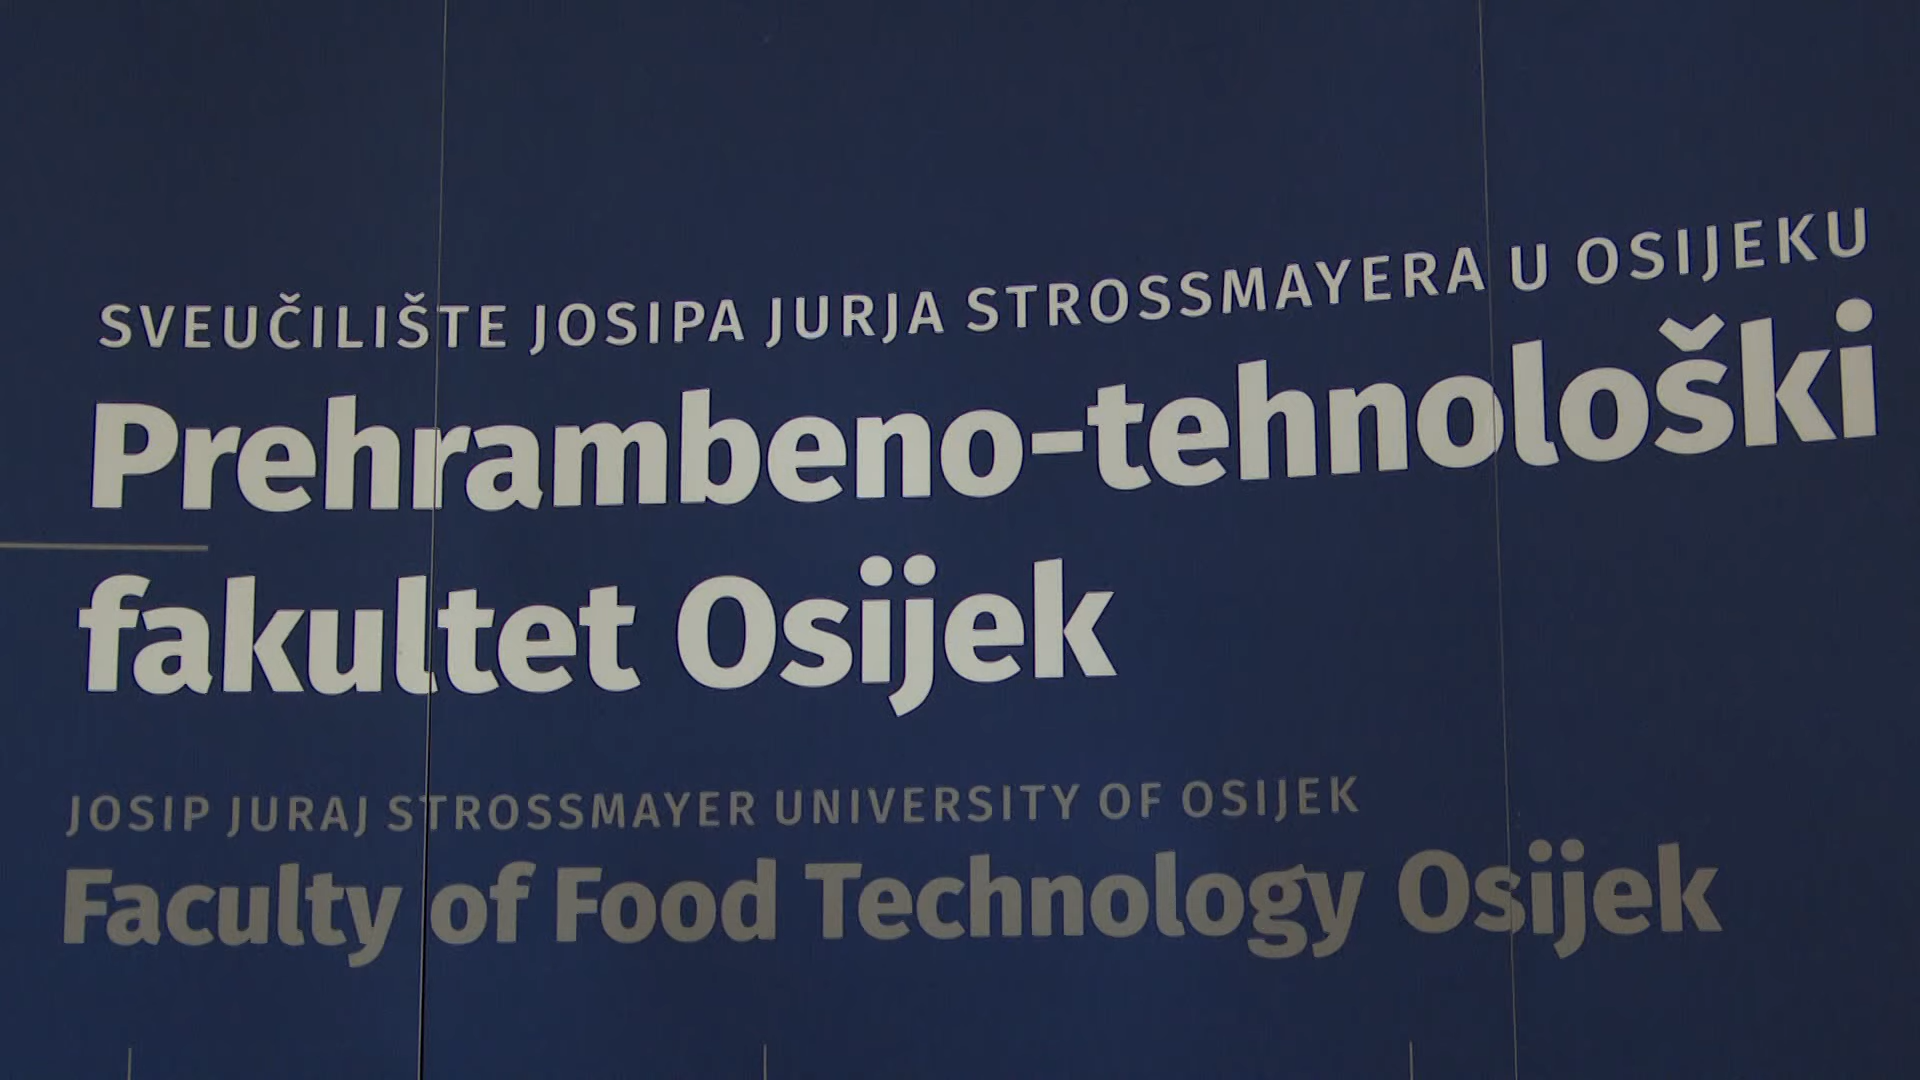 SVEUČILIŠTE JOSIPA JURJA STROSSMAYERA U OSIJEKU
Prehrambeno-tehnološki
fakultet Osijek
JOSIP JURAJ STROSSMAYER UNIVERSITY OF OSIJEK
Faculty of Food Technology Osijek